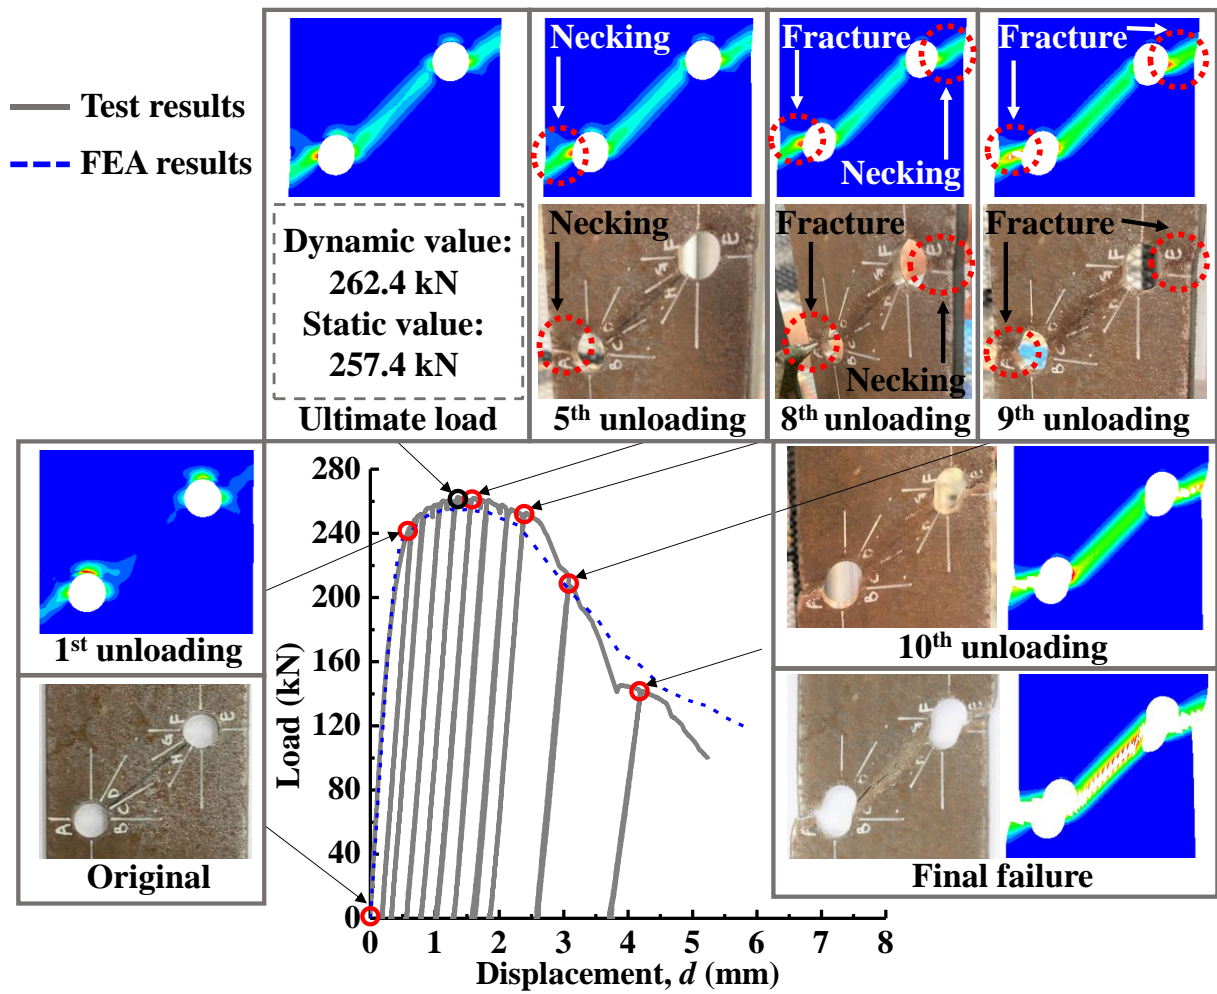 Test results
FEA results
Necking
Fracture
Necking
Fracture
Dynamic value:
262.4 kN
Static value:
257.4 kN
Ultimate load
Necking
F
E
H
A
B
C
5th unloading
Fracture
F
E
A
B
C
Necking
8th unloading
Fracture
F
E
A
B
C
9th unloading
1st unloading
F
E
G
H
D
A
B
C
Original
F
E
A
B
C
10th unloading
F
E
A
B
C
Final failure
Load (kN)
280
240
200
160
120
80
40
0
0 1 2 3 4 5 6 7 8
Displacement, d (mm)